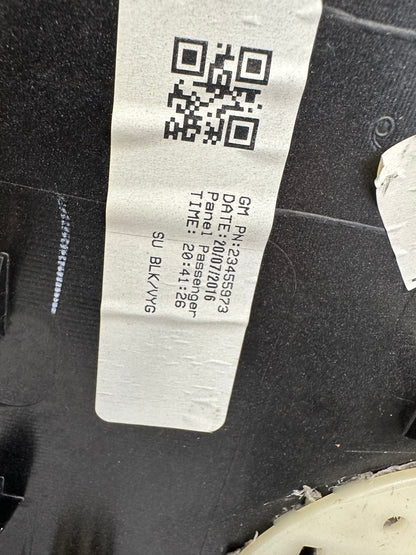 GM PN:23455973
DATE:20/07/2016
Panel Passenger
TIME: 20:41:26
SU BLK/VYG